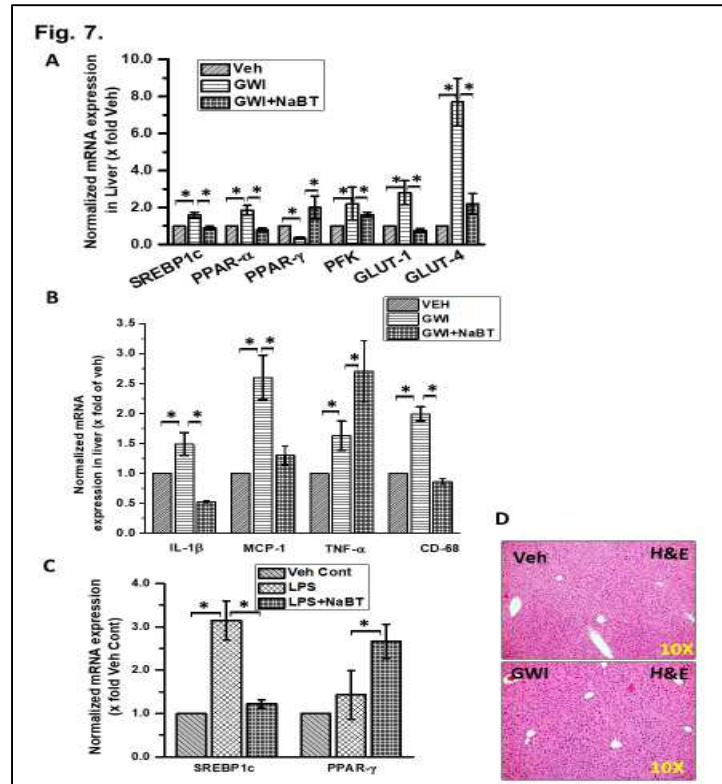 Fig. 7.
A
Veh
GWI
GWI+NaBT
Normalized mRNA expression
in Liver (x fold Veh)
10.0
8.0
6.0
4.0
2.0
0.0
* * * * * * * * * * * *
SREBP1c PPAR-α PPAR-γ PFK GLUT-1 GLUT-4
B
VEH
GWI
GWI+NaBT
Normalized mRNA
expression in liver (x fold of veh)
3.5
3.0
2.5
2.0
1.5
1.0
0.5
0.0
* * * * * * * *
IL-1β MCP-1 TNF-α CD-68
C
Veh Cont
LPS
LPS+NaBT
Normalized mRNA expression
(x fold Veh Cont)
4.0
3.0
2.0
1.0
0.0
* * *
SREBP1c PPAR-γ
D
Veh H&E
10X
GWI H&E
10X